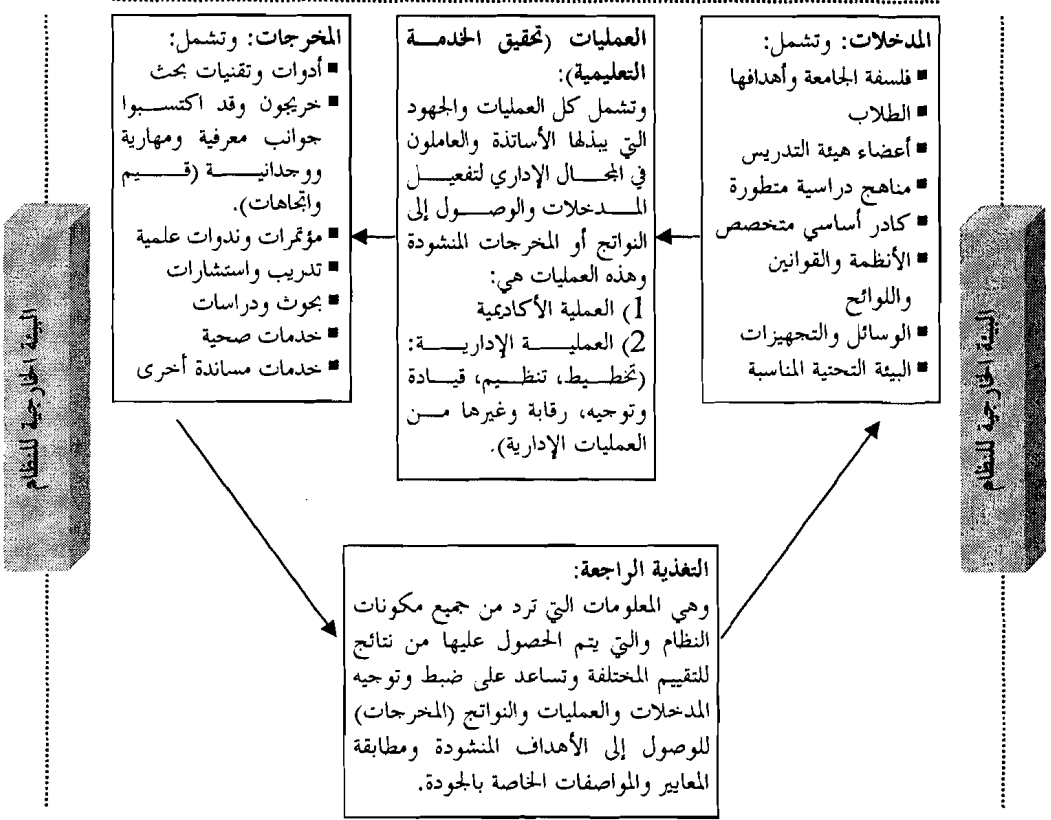 المدخلات: وتشمل:
■ فلسفة الجامعة وأهدافها
■ الطلاب
■ أعضاء هيئة التدريس
■ مناهج دراسية متطورة
■ كادر أساسي متخصص
■ الأنظمة والقوانين
واللوائح
■ الوسائل والتجهيزات
■ البيئة التحتية المناسبة
العمليات (تحقيق الخدمة
التعليمية):
وتشمل كل العمليات والجهود
التي يبذلها الأساتذة والعاملون
في المجال الإداري لتفعيل
المدخلات والوصول إلى
النواتج أو المخرجات المنشودة
وهذه العمليات هي:
1) العملية الأكاديمية
2) العملية الإدارية:
(تخطيط، تنظيم، قيادة
وتوجيه، رقابة وغيرها من
العمليات الإدارية).
المخرجات: وتشمل:
■ أدوات وتقنيات بحث
■ خريجون وقد اكتسبوا
جوانب معرفية ومهارية
ووجدانية (قيم
واتجاهات).
■ مؤتمرات وندوات علمية
■ تدريب واستشارات
■ بحوث ودراسات
■ خدمات صحية
■ خدمات مساندة أخرى
البيئة الخارجية للنظام
البيئة الخارجية للنظام
التغذية الراجعة:
وهي المعلومات التي ترد من جميع مكونات
النظام والتي يتم الحصول عليها من نتائج
للتقييم المختلفة وتساعد على ضبط وتوجيه
المدخلات والعمليات والنواتج (المخرجات)
للوصول إلى الأهداف المنشودة ومطابقة
المعايير والمواصفات الخاصة بالجودة.